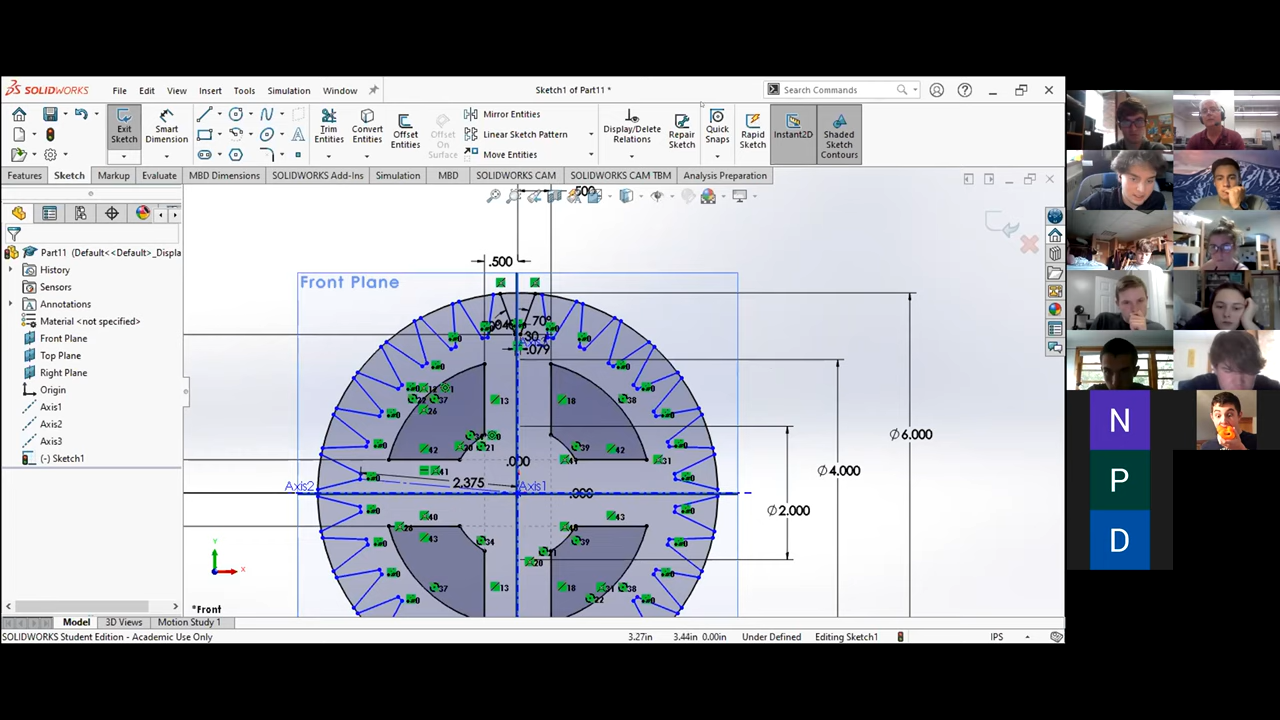 SOLIDWORKS File Edit View Insert Tools Simulation Window Sketch1 of Part11 * Search Commands
Exit Sketch
Smart Dimension
Trim Entities
Convert Entities
Offset Entities
Offset On Surface
Mirror Entities
Linear Sketch Pattern
Move Entities
Display/Delete Relations
Repair Sketch
Quick Snaps
Rapid Sketch
Instant2D
Shaded Sketch Contours
Features Sketch Markup Evaluate MBD Dimensions SOLIDWORKS Add-Ins Simulation MBD SOLIDWORKS CAM SOLIDWORKS CAM TBM Analysis Preparation
Part11 (Default<<Default>_Displa
History
Sensors
Annotations
Material <not specified>
Front Plane
Top Plane
Right Plane
Origin
Axis1
Axis2
Axis3
(-) Sketch1
.500
.500
Front Plane
.70°
.079
Ø6.000
Ø4.000
Ø2.000
.000
2.375
Axis2
Axis1
.000
*Front
Model 3D Views Motion Study 1
SOLIDWORKS Student Edition - Academic Use Only 3.27in 3.44in 0.00in Under Defined Editing Sketch1 IPS
N
P
D